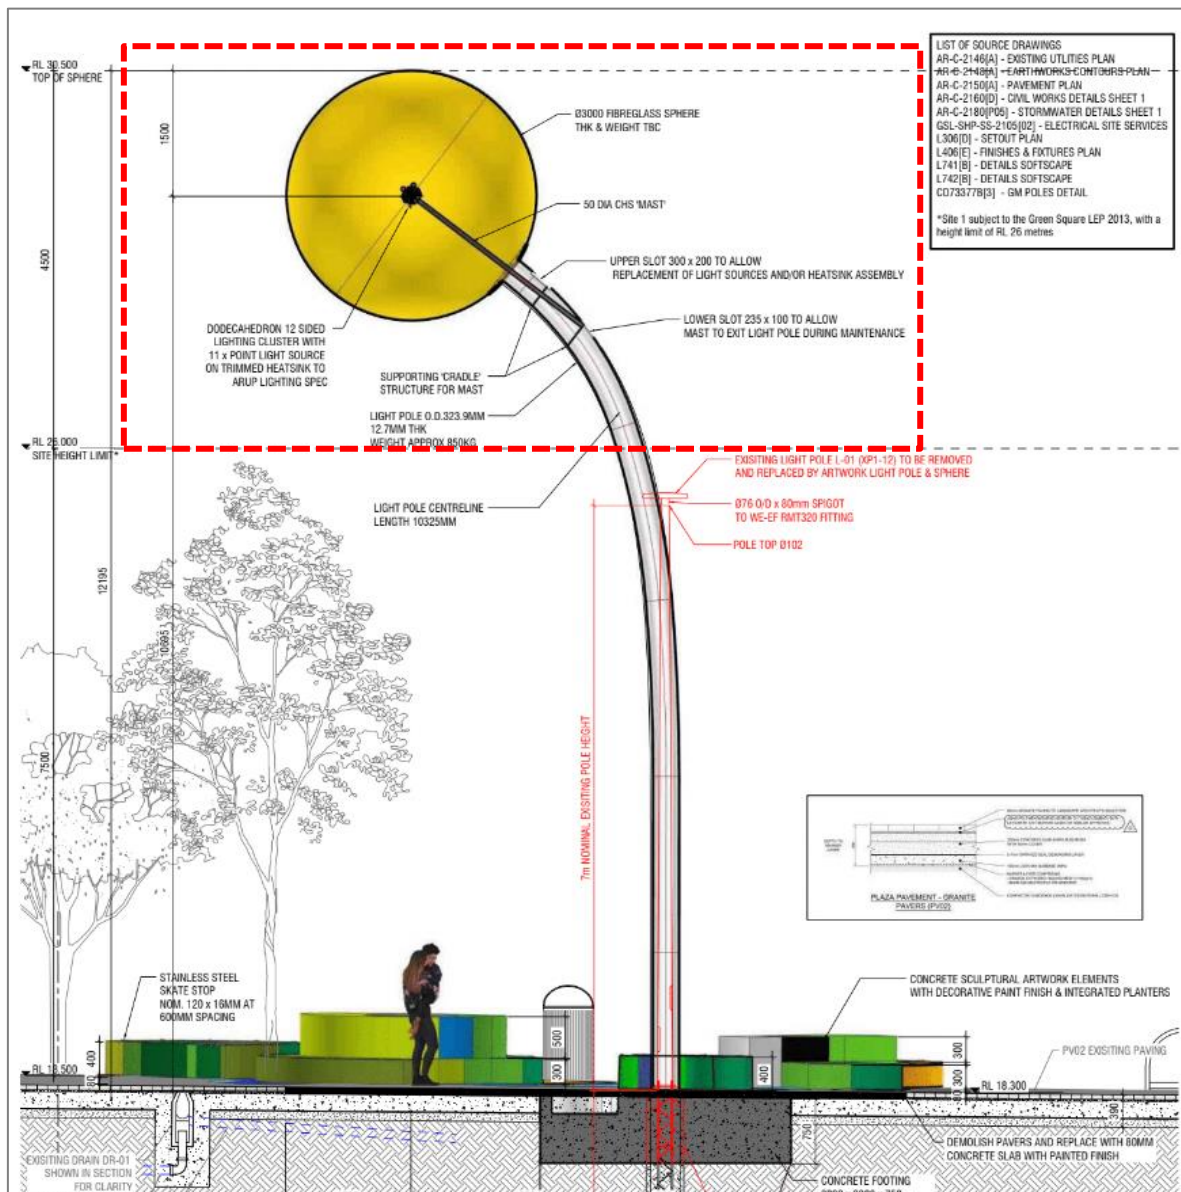 LIST OF SOURCE DRAWINGS
AR-C-2146[A] - EXISTING UTILITIES PLAN
AR-C-2148[A] - EARTHWORKS CONTOURS PLAN
AR-C-2150[A] - PAVEMENT PLAN
AR-C-2160[D] - CIVIL WORKS DETAILS SHEET 1
AR-C-2180[P05] - STORMWATER DETAILS SHEET 1
GSL-SHP-SS-2105[02] - ELECTRICAL SITE SERVICES
L306[D] - SETOUT PLAN
L406[E] - FINISHES & FIXTURES PLAN
L741[B] - DETAILS SOFTSCAPE
L742[B] - DETAILS SOFTSCAPE
CO73377B[3] - GM POLES DETAIL
*Site 1 subject to the Green Square LEP 2013, with a
height limit of RL 26 metres
RL 30.500
TOP OF SPHERE
1500
4500
Ø3000 FIBREGLASS SPHERE
THK & WEIGHT TBC
50 DIA CHS 'MAST'
UPPER SLOT 300 x 200 TO ALLOW
REPLACEMENT OF LIGHT SOURCES AND/OR HEATSINK ASSEMBLY
LOWER SLOT 235 x 100 TO ALLOW
MAST TO EXIT LIGHT POLE DURING MAINTENANCE
DODECAHEDRON 12 SIDED
LIGHTING CLUSTER WITH
11 x POINT LIGHT SOURCE
ON TRIMMED HEATSINK TO
ARUP LIGHTING SPEC
SUPPORTING 'CRADLE'
STRUCTURE FOR MAST
LIGHT POLE O.D.323.9MM
12.7MM THK
WEIGHT APPROX 850KG
RL 26.000
SITE HEIGHT LIMIT*
EXISITING LIGHT POLE L-01 (XP1-12) TO BE REMOVED
AND REPLACED BY ARTWORK LIGHT POLE & SPHERE
LIGHT POLE CENTRELINE
LENGTH 10325MM
Ø76 O/D x 80mm SPIGOT
TO WE-EF RMT320 FITTING
POLE TOP Ø102
12195
10695
7500
7m NOMINAL EXISITING POLE HEIGHT
PLAZA PAVEMENT - GRANITE
PAVERS (PV02)
STAINLESS STEEL
SKATE STOP
NOM. 120 x 16MM AT
600MM SPACING
CONCRETE SCULPTURAL ARTWORK ELEMENTS
WITH DECORATIVE PAINT FINISH & INTEGRATED PLANTERS
500
300
400
400
300
300
PV02 EXISITING PAVING
RL 18.500
80
RL 18.300
390
750
DEMOLISH PAVERS AND REPLACE WITH 80MM
CONCRETE SLAB WITH PAINTED FINISH
EXISITING DRAIN DR-01
SHOWN IN SECTION
FOR CLARITY
CONCRETE FOOTING